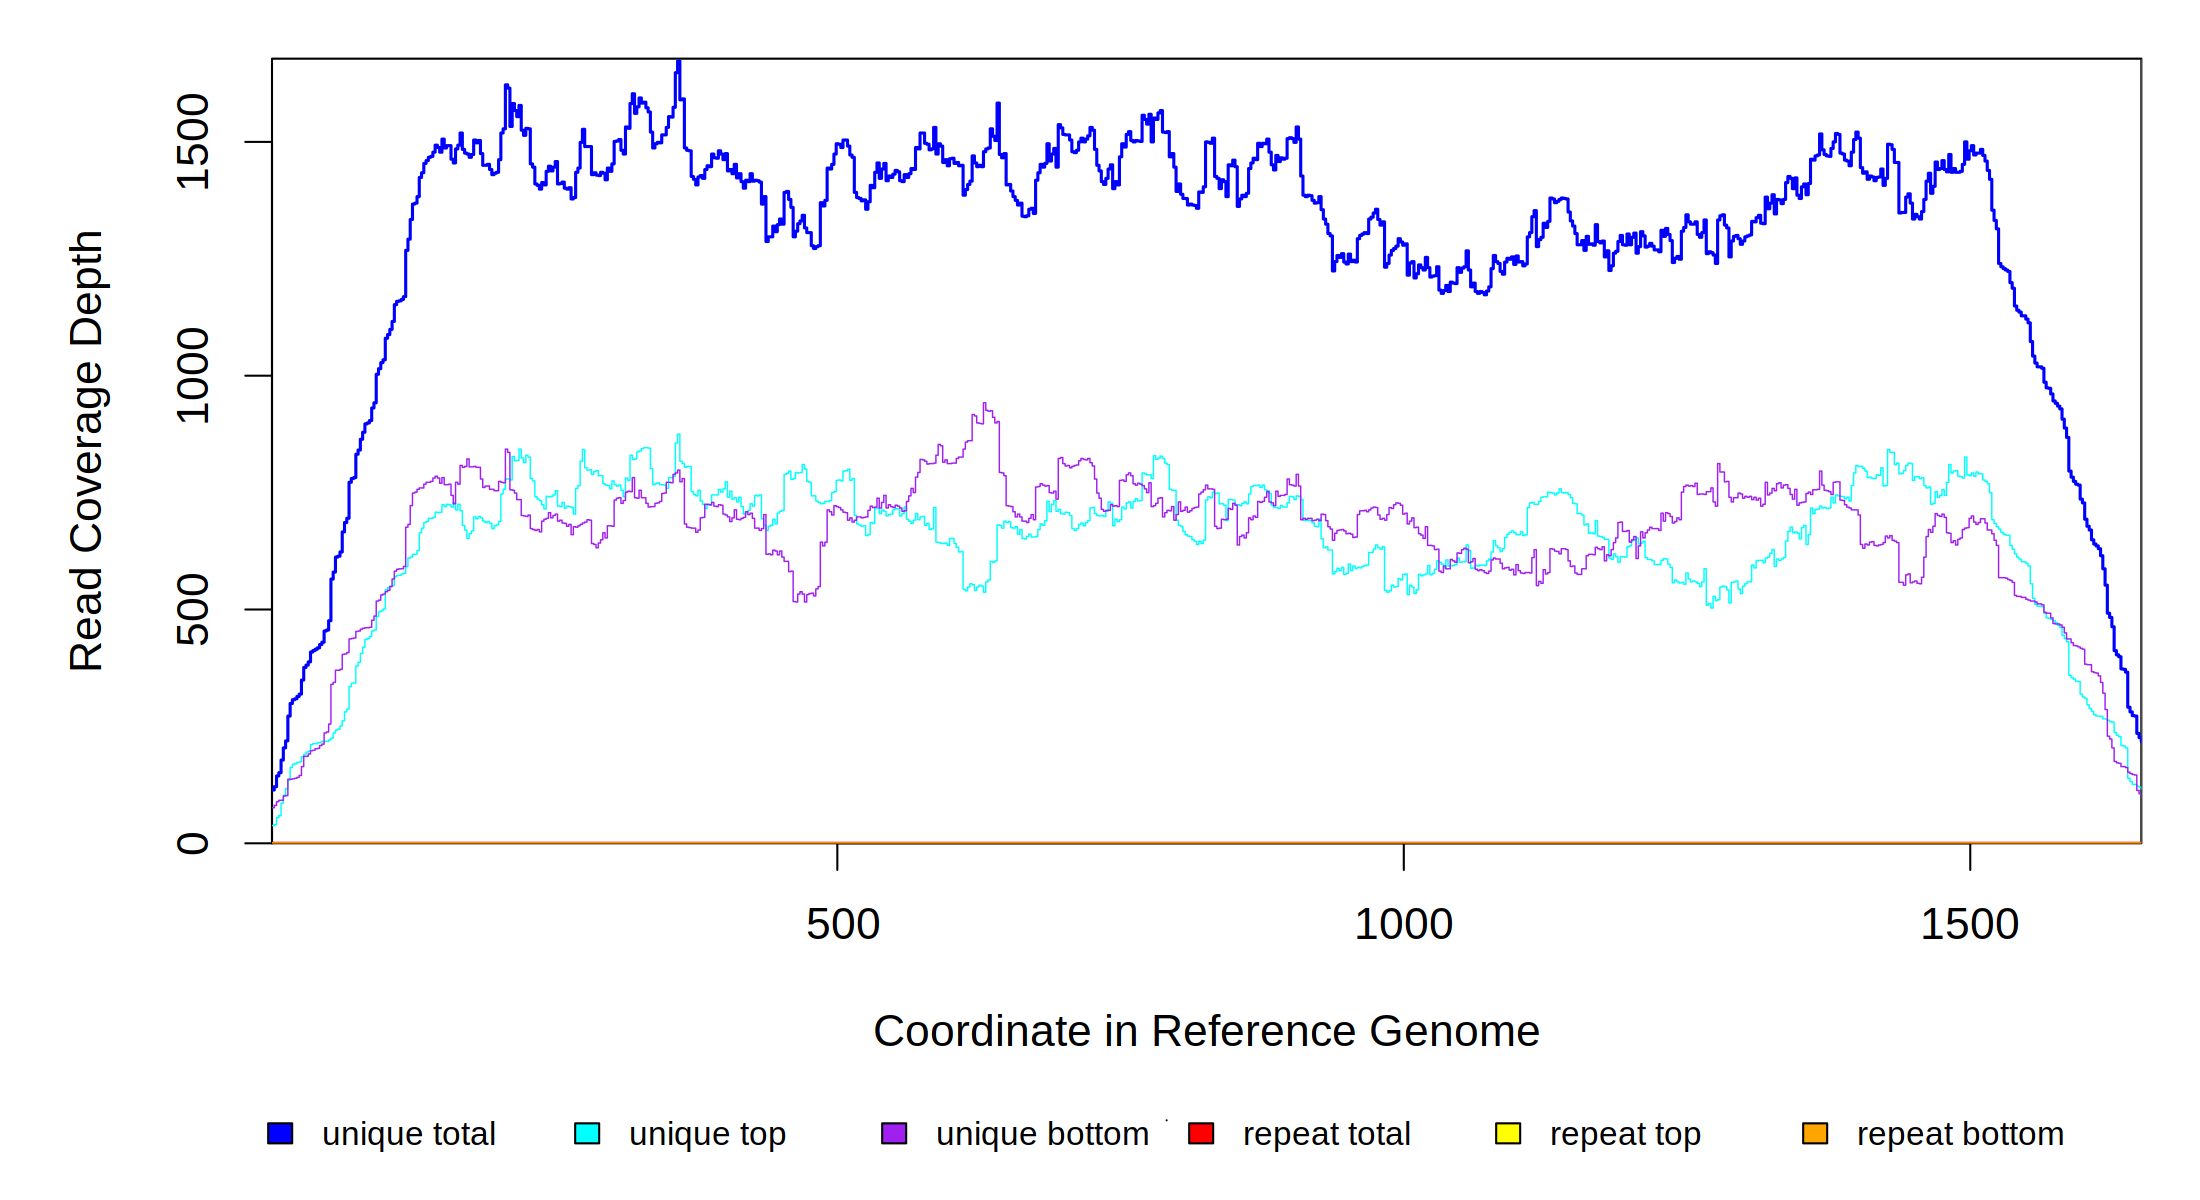 Read Coverage Depth
1500
1000
500
0
500 1000 1500
Coordinate in Reference Genome
unique total unique top unique bottom repeat total repeat top repeat bottom